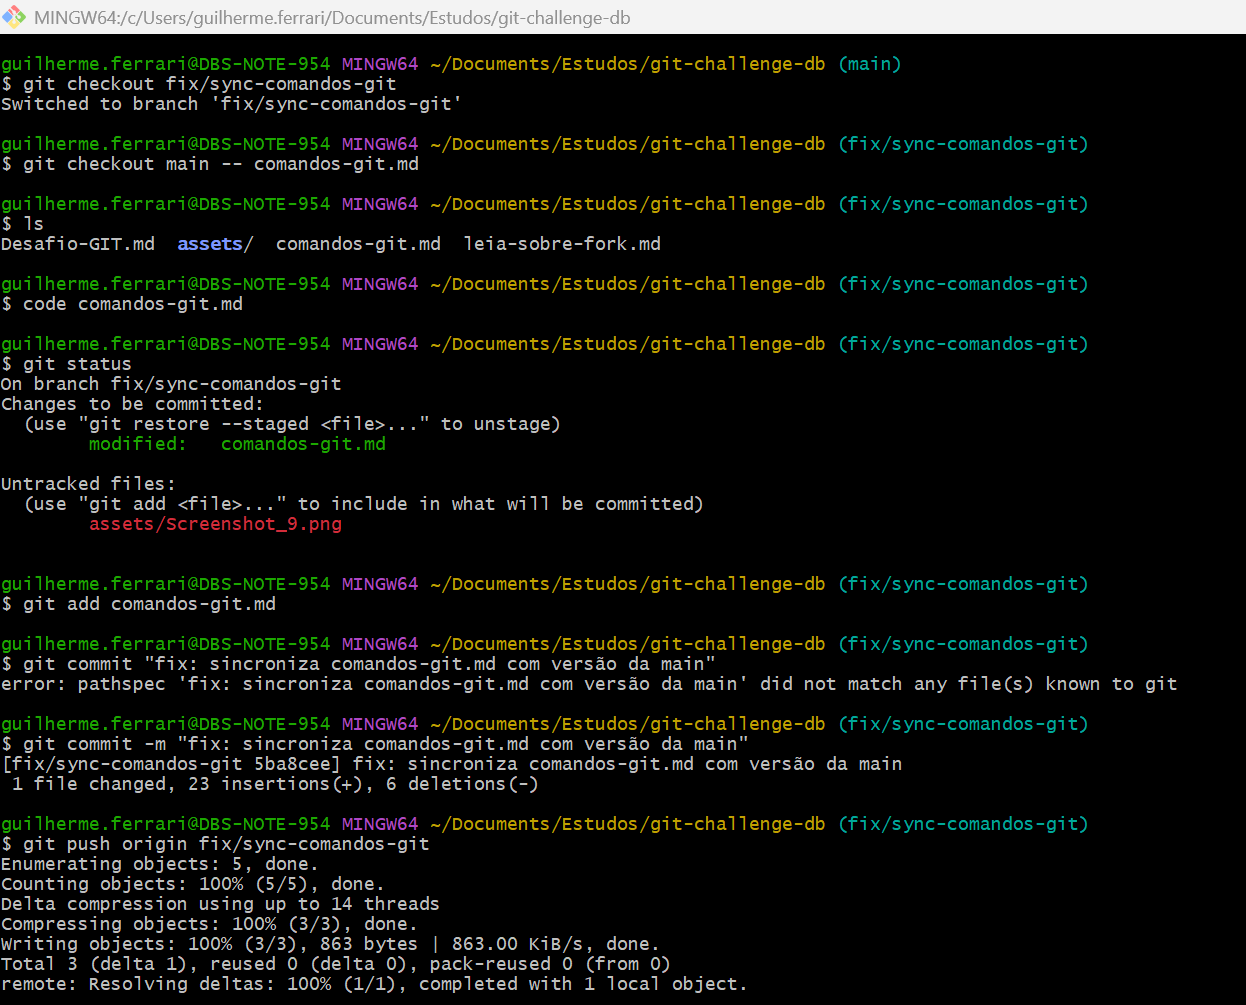 MINGW64:/c/Users/guilherme.ferrari/Documents/Estudos/git-challenge-db
guilherme.ferrari@DBS-NOTE-954 MINGW64 ~/Documents/Estudos/git-challenge-db (main)
$ git checkout fix/sync-comandos-git
Switched to branch 'fix/sync-comandos-git'
guilherme.ferrari@DBS-NOTE-954 MINGW64 ~/Documents/Estudos/git-challenge-db (fix/sync-comandos-git)
$ git checkout main -- comandos-git.md
guilherme.ferrari@DBS-NOTE-954 MINGW64 ~/Documents/Estudos/git-challenge-db (fix/sync-comandos-git)
$ ls
Desafio-GIT.md  assets/  comandos-git.md  leia-sobre-fork.md
guilherme.ferrari@DBS-NOTE-954 MINGW64 ~/Documents/Estudos/git-challenge-db (fix/sync-comandos-git)
$ code comandos-git.md
guilherme.ferrari@DBS-NOTE-954 MINGW64 ~/Documents/Estudos/git-challenge-db (fix/sync-comandos-git)
$ git status
On branch fix/sync-comandos-git
Changes to be committed:
  (use "git restore --staged <file>..." to unstage)
        modified:   comandos-git.md
Untracked files:
  (use "git add <file>..." to include in what will be committed)
        assets/Screenshot_9.png
guilherme.ferrari@DBS-NOTE-954 MINGW64 ~/Documents/Estudos/git-challenge-db (fix/sync-comandos-git)
$ git add comandos-git.md
guilherme.ferrari@DBS-NOTE-954 MINGW64 ~/Documents/Estudos/git-challenge-db (fix/sync-comandos-git)
$ git commit "fix: sincroniza comandos-git.md com versão da main"
error: pathspec 'fix: sincroniza comandos-git.md com versão da main' did not match any file(s) known to git
guilherme.ferrari@DBS-NOTE-954 MINGW64 ~/Documents/Estudos/git-challenge-db (fix/sync-comandos-git)
$ git commit -m "fix: sincroniza comandos-git.md com versão da main"
[fix/sync-comandos-git 5ba8cee] fix: sincroniza comandos-git.md com versão da main
 1 file changed, 23 insertions(+), 6 deletions(-)
guilherme.ferrari@DBS-NOTE-954 MINGW64 ~/Documents/Estudos/git-challenge-db (fix/sync-comandos-git)
$ git push origin fix/sync-comandos-git
Enumerating objects: 5, done.
Counting objects: 100% (5/5), done.
Delta compression using up to 14 threads
Compressing objects: 100% (3/3), done.
Writing objects: 100% (3/3), 863 bytes | 863.00 KiB/s, done.
Total 3 (delta 1), reused 0 (delta 0), pack-reused 0 (from 0)
remote: Resolving deltas: 100% (1/1), completed with 1 local object.